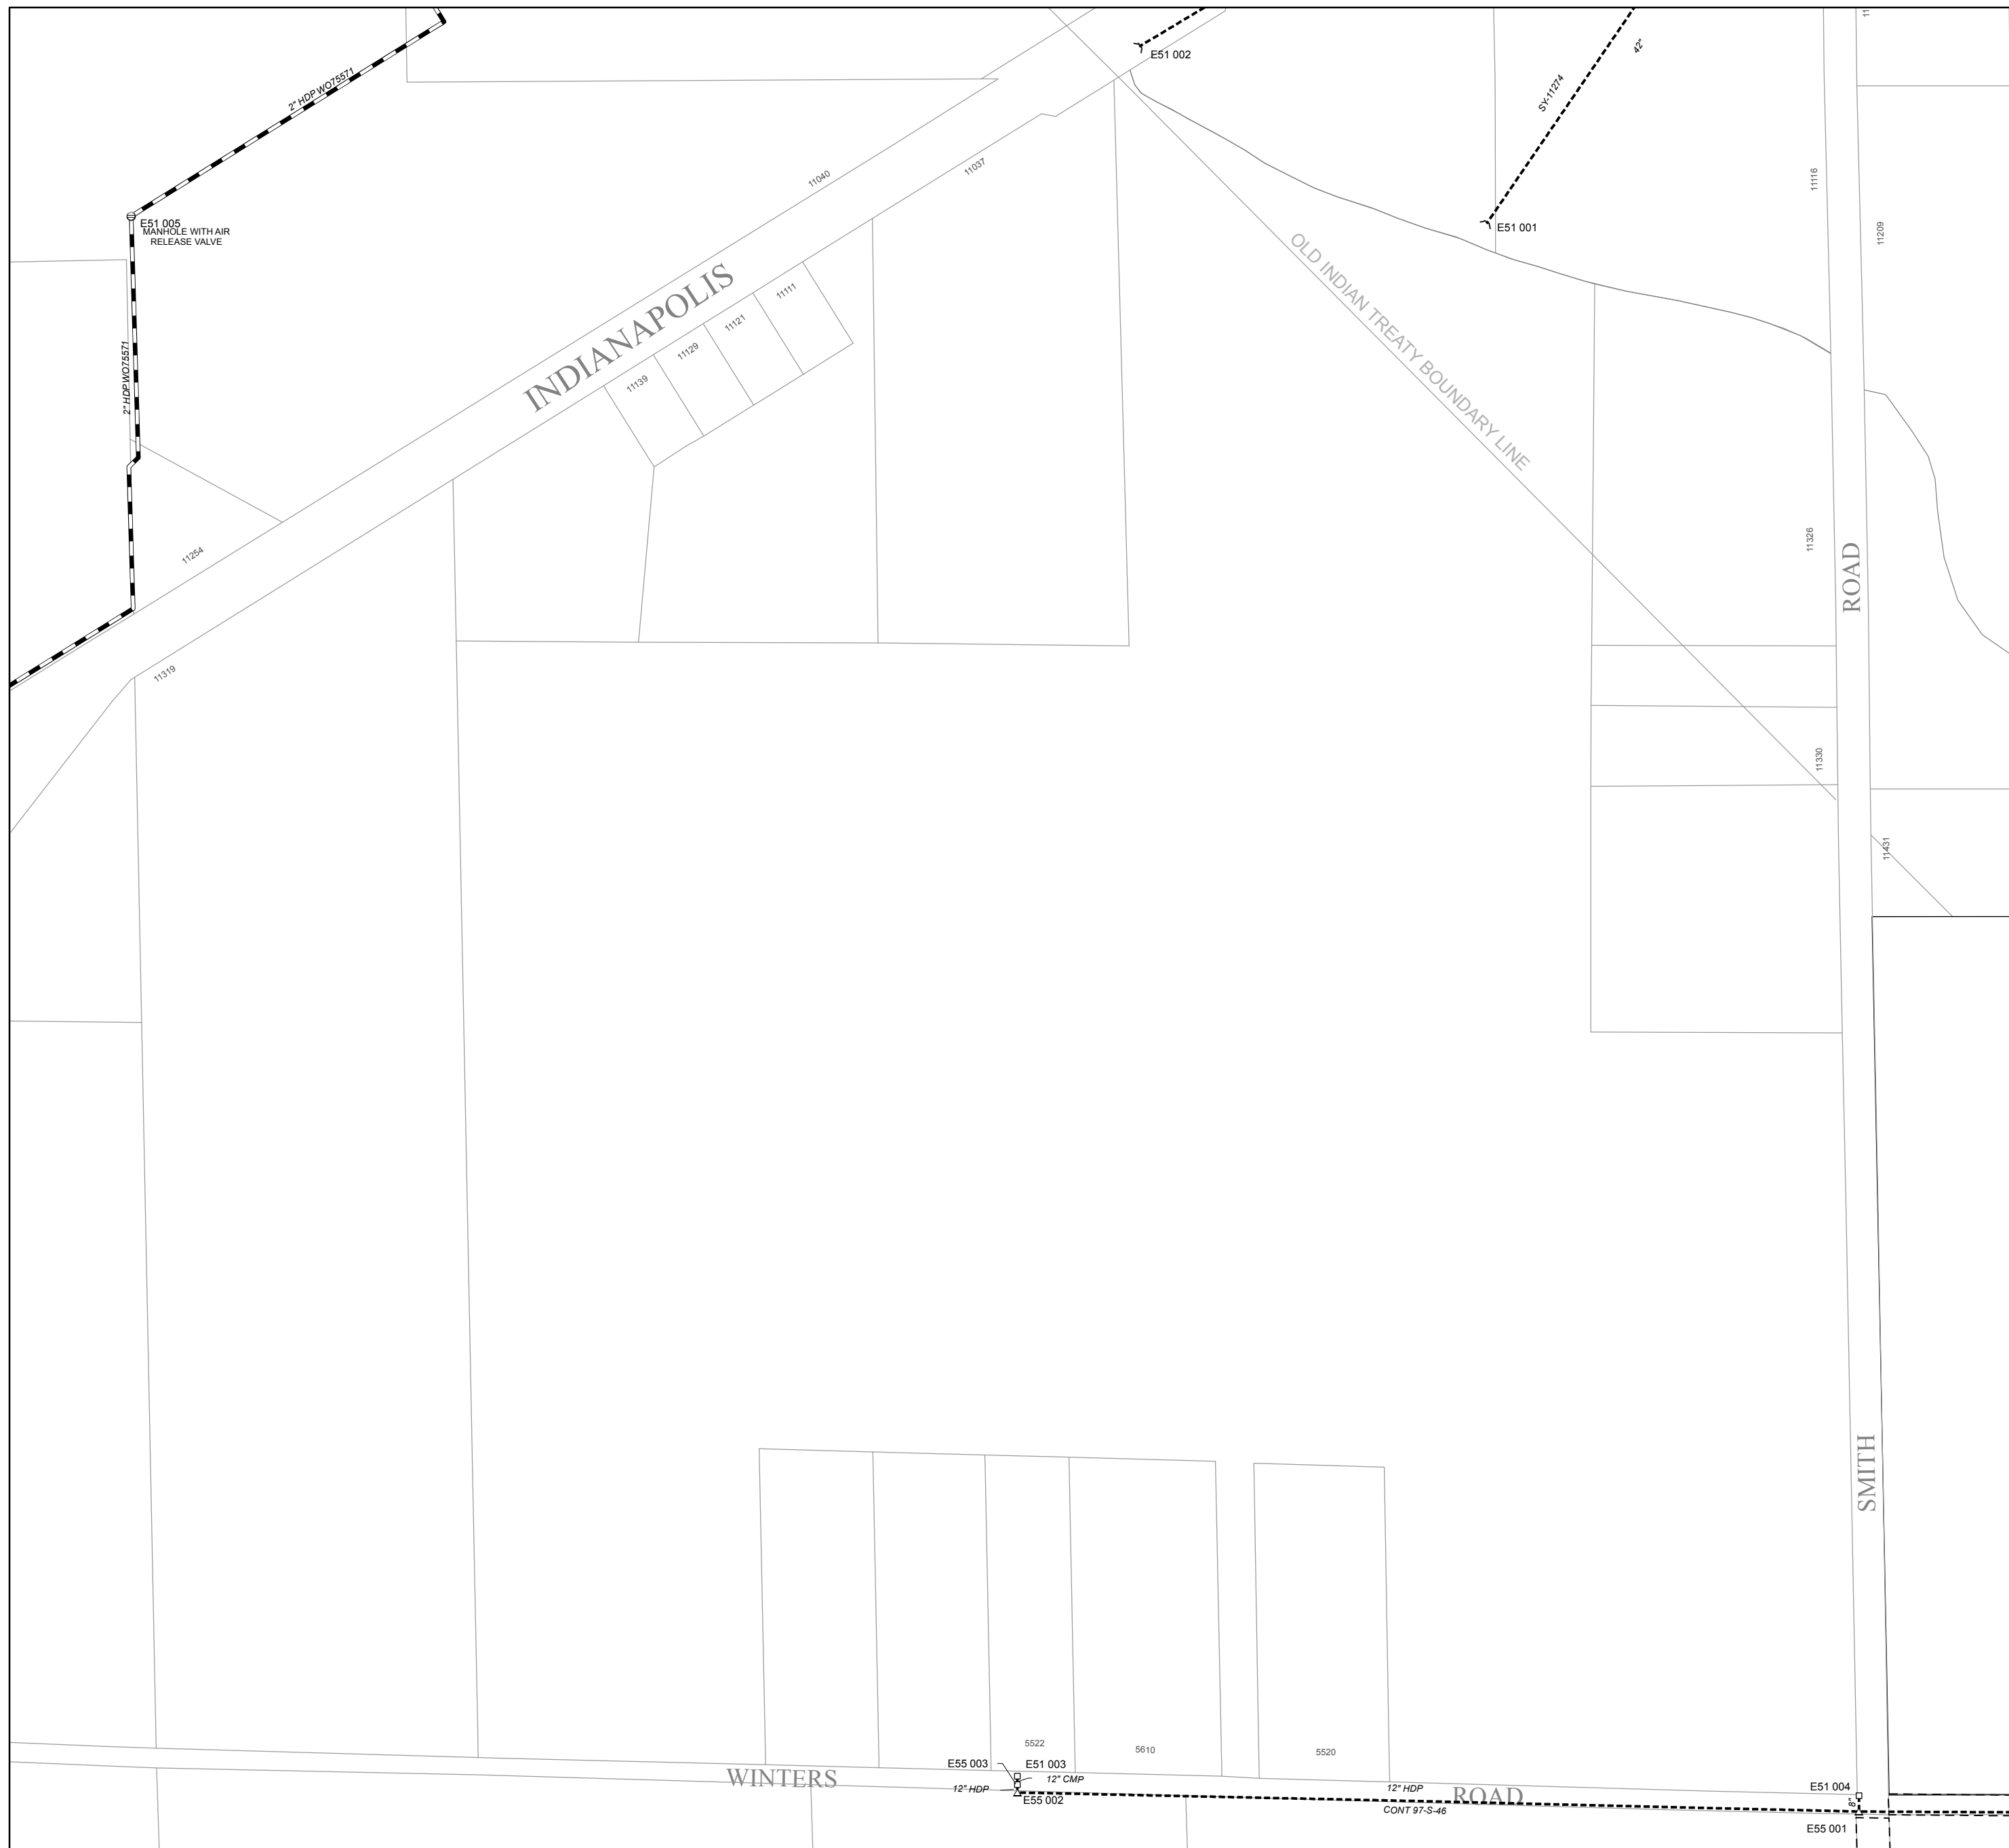 11
42"
E51 002
2" HDP WO75571
SY-11274
11040
11037
11116
E51 005
MANHOLE WITH AIR
RELEASE VALVE
E51 001
11209
OLD INDIAN TREATY BOUNDARY LINE
INDIANAPOLIS
11111
11121
11129
11139
2" HDP WO75571
11254
11326
ROAD
11319
11330
11431
SMITH
5522
5610
5520
E55 003
E51 003
WINTERS
12" CMP
12" HDP
E55 002
12" HDP
ROAD
CONT 97-S-46
E51 004
8"
E55 001